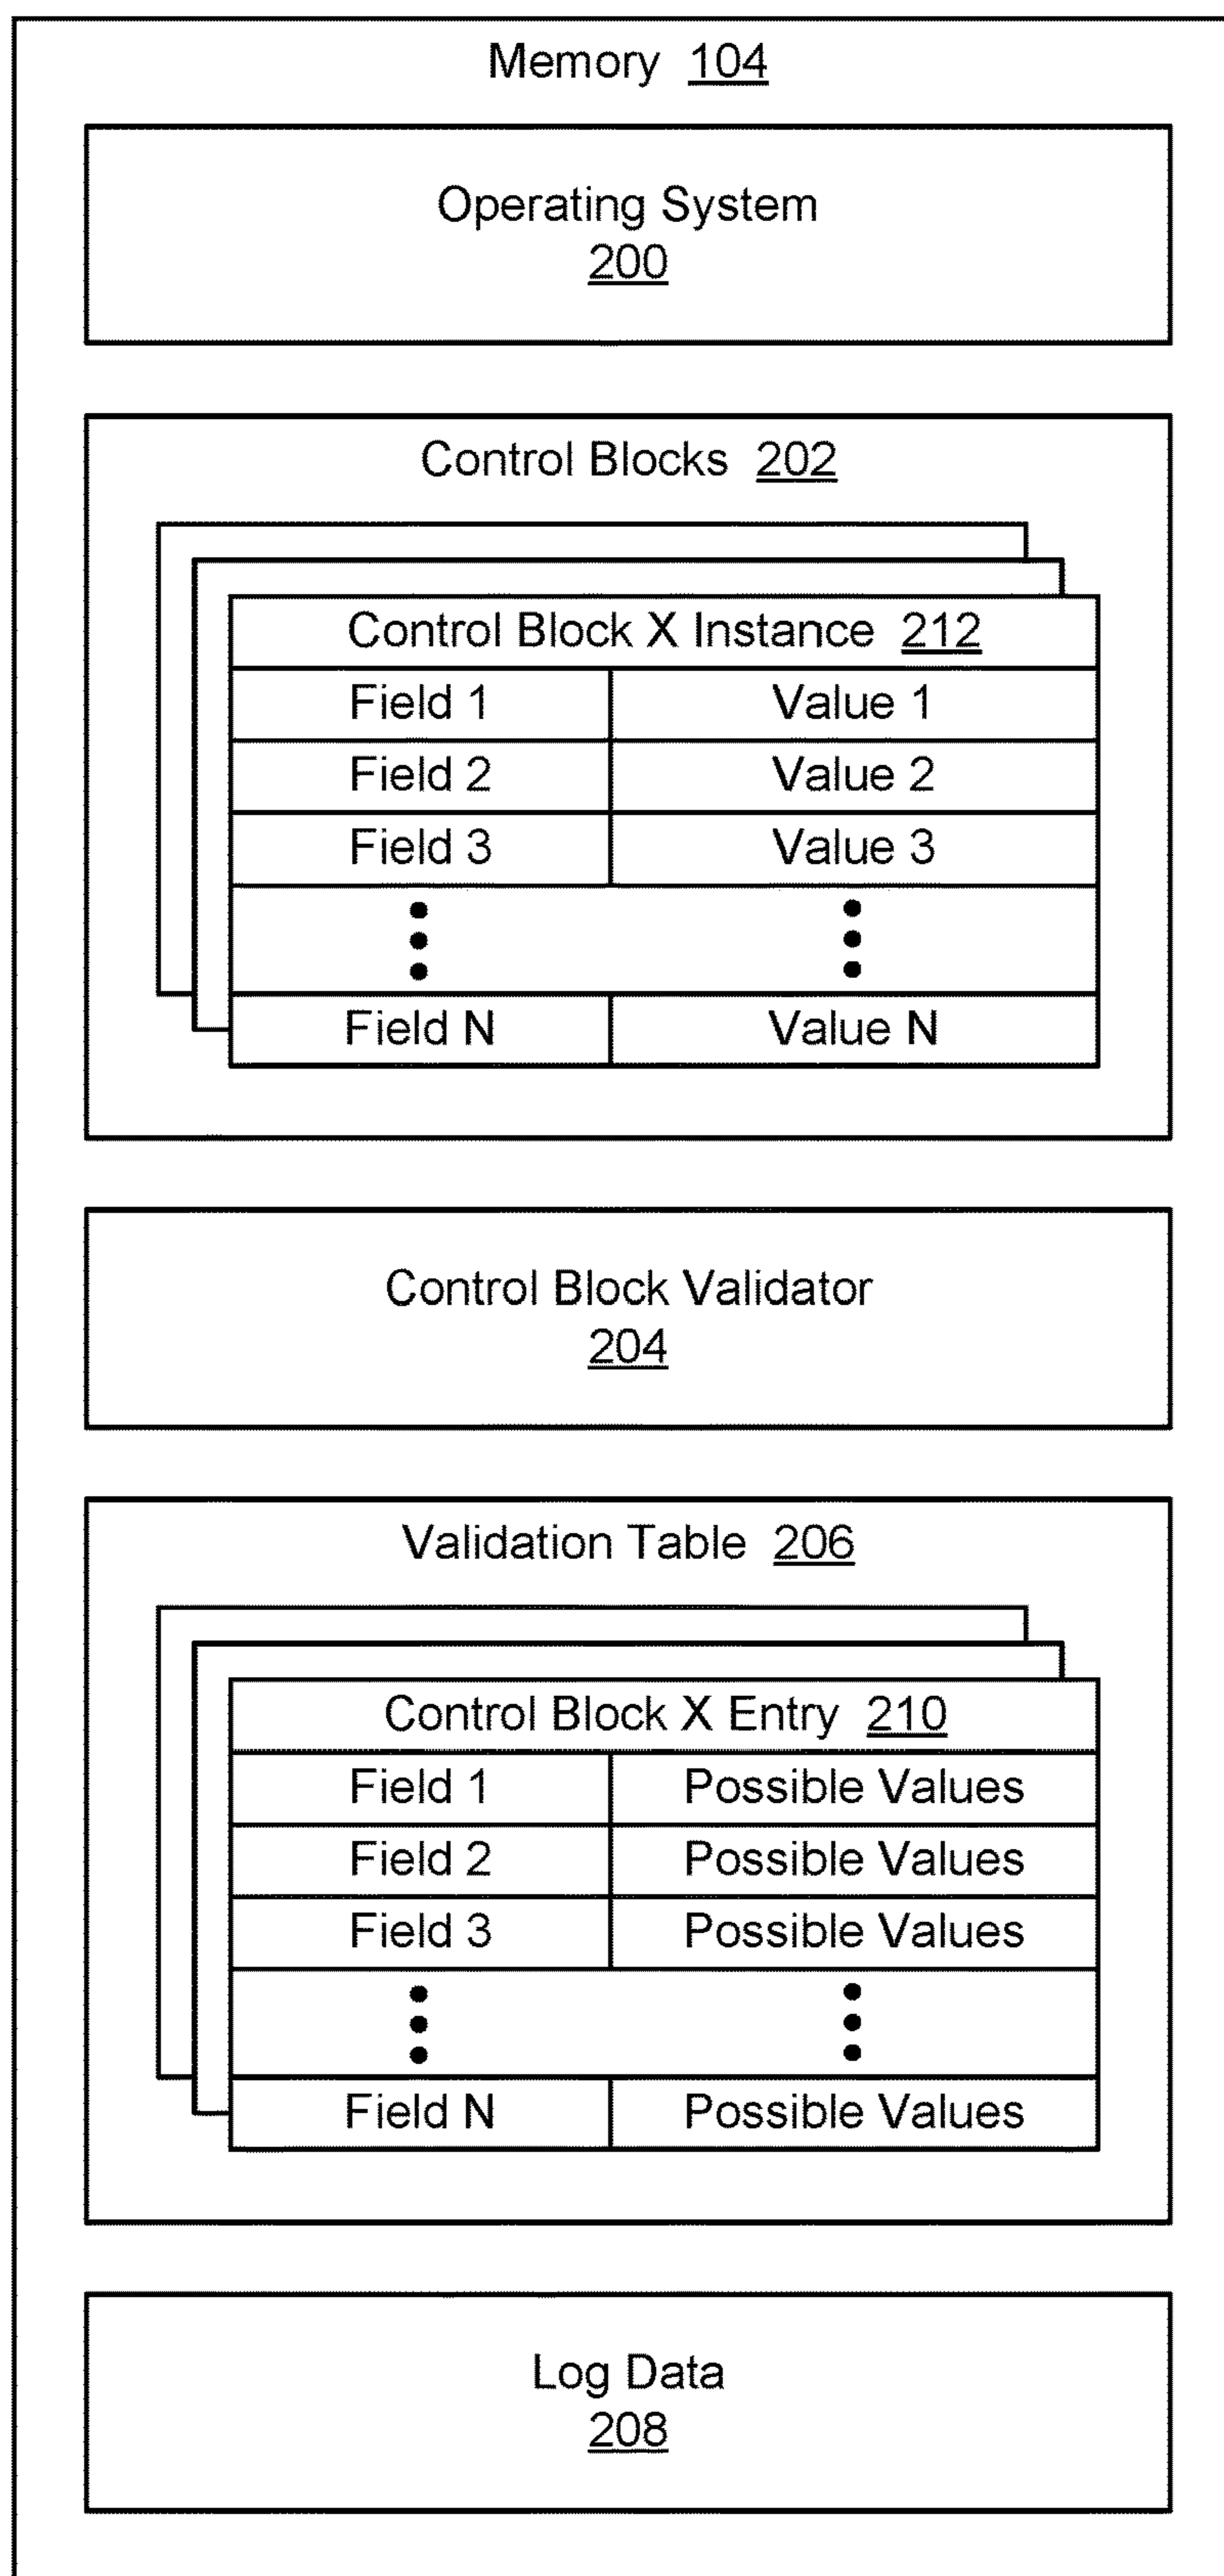 Memory 104
Operating System
200
Control Blocks 202
Control Block X Instance 212
Field 1 Value 1
Field 2 Value 2
Field 3 Value 3
Field N Value N
Control Block Validator
204
Validation Table 206
Control Block X Entry 210
Field 1 Possible Values
Field 2 Possible Values
Field 3 Possible Values
Field N Possible Values
Log Data
208